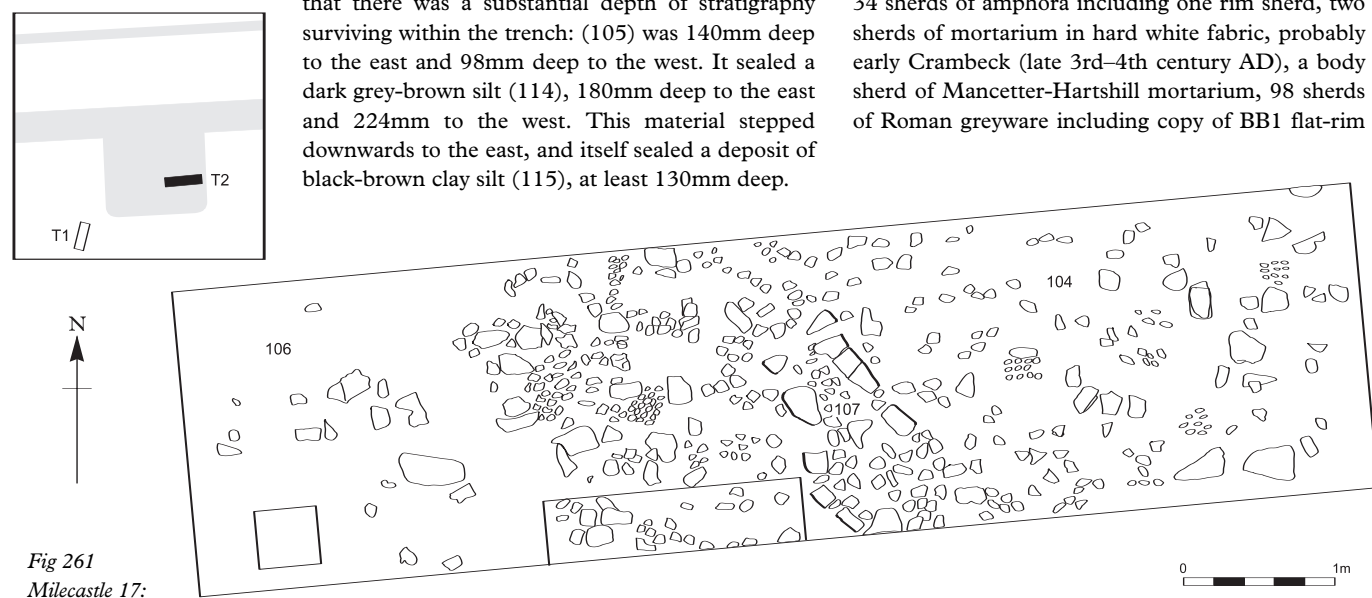 that there was a substantial depth of stratigraphy
surviving within the trench: (105) was 140mm deep
to the east and 98mm deep to the west. It sealed a
dark grey-brown silt (114), 180mm deep to the east
and 224mm to the west. This material stepped
downwards to the east, and itself sealed a deposit of
black-brown clay silt (115), at least 130mm deep.
34 sherds of amphora including one rim sherd, two
sherds of mortarium in hard white fabric, probably
early Crambeck (late 3rd–4th century AD), a body
sherd of Mancetter-Hartshill mortarium, 98 sherds
of Roman greyware including copy of BB1 flat-rim
T2
T1
N
106
104
107
0 1m
Fig 261
Milecastle 17: